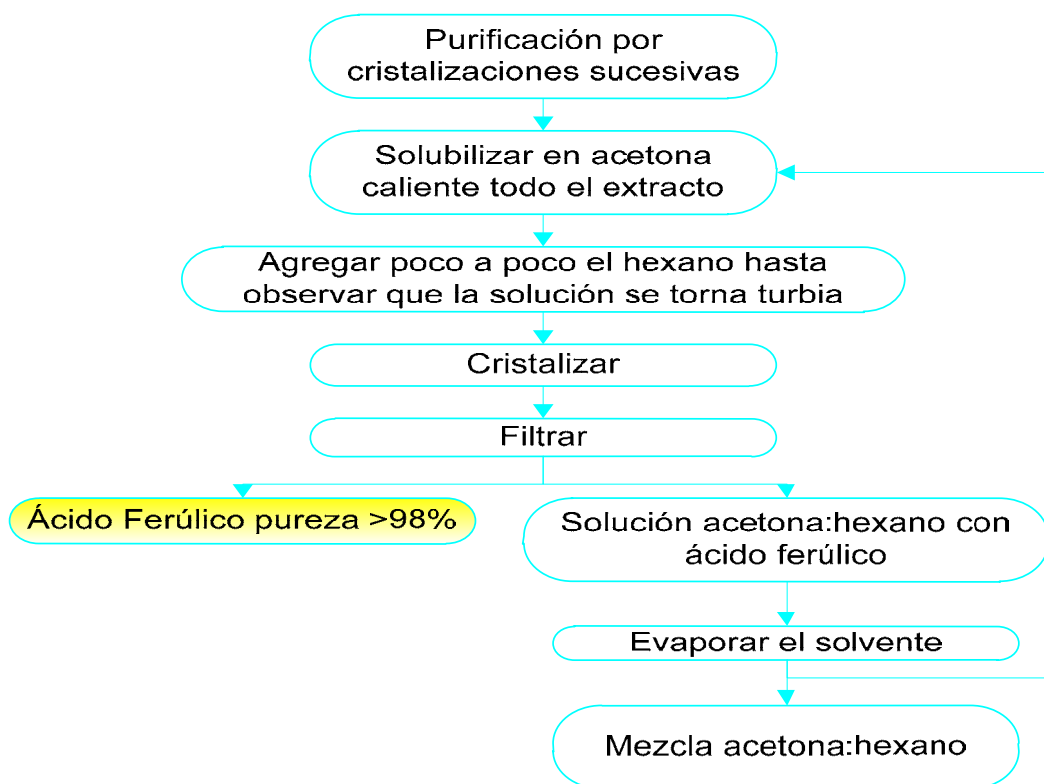 Purificación por
cristalizaciones sucesivas
Solubilizar en acetona
caliente todo el extracto
Agregar poco a poco el hexano hasta
observar que la solución se torna turbia
Cristalizar
Filtrar
Ácido Ferúlico pureza >98%
Solución acetona:hexano con
ácido ferúlico
Evaporar el solvente
Mezcla acetona:hexano